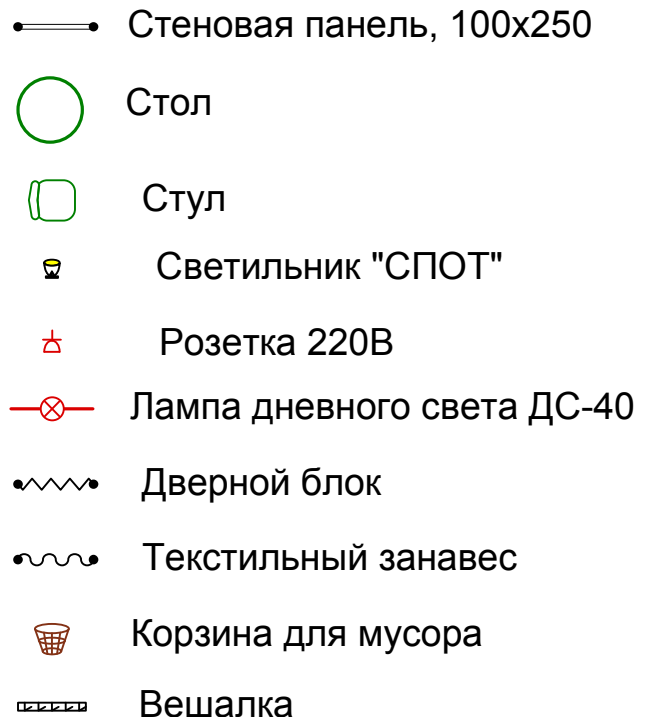 Стеновая панель, 100х250
Стол
Стул
Светильник "СПОТ"
Розетка 220В
Лампа дневного света ДС-40
Дверной блок
Текстильный занавес
Корзина для мусора
Вешалка